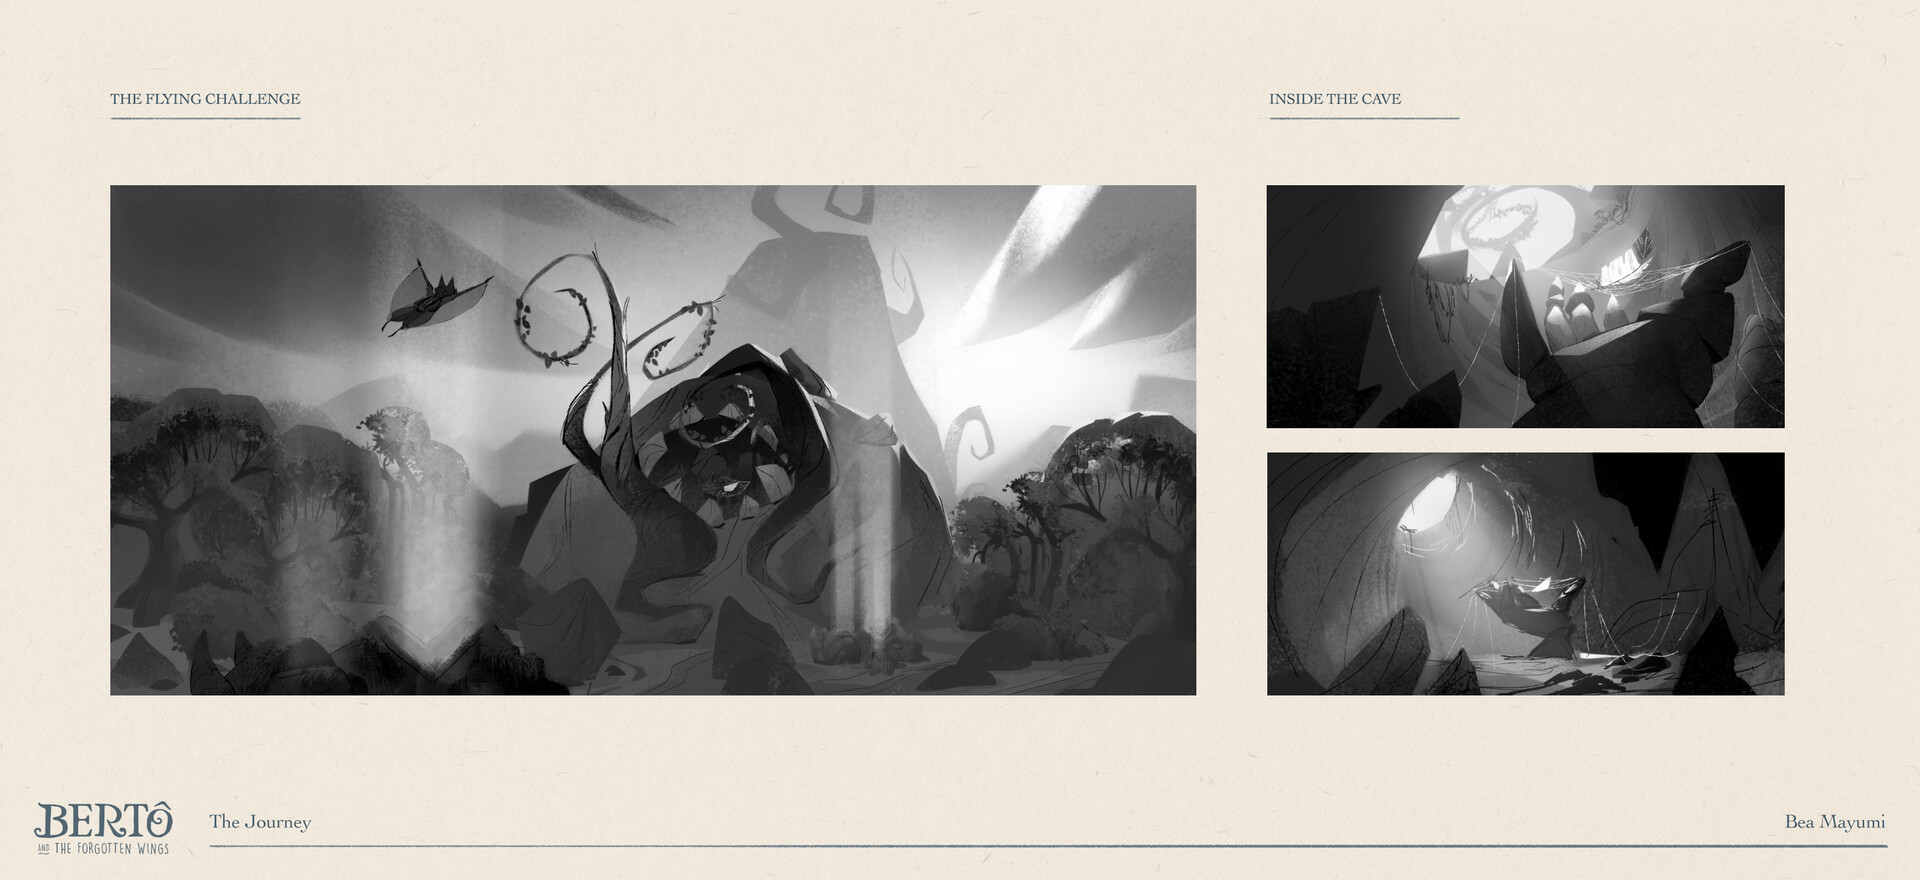 THE FLYING CHALLENGE
INSIDE THE CAVE
BERTÔ
AND THE FORGOTTEN WINGS
The Journey
Bea Mayumi